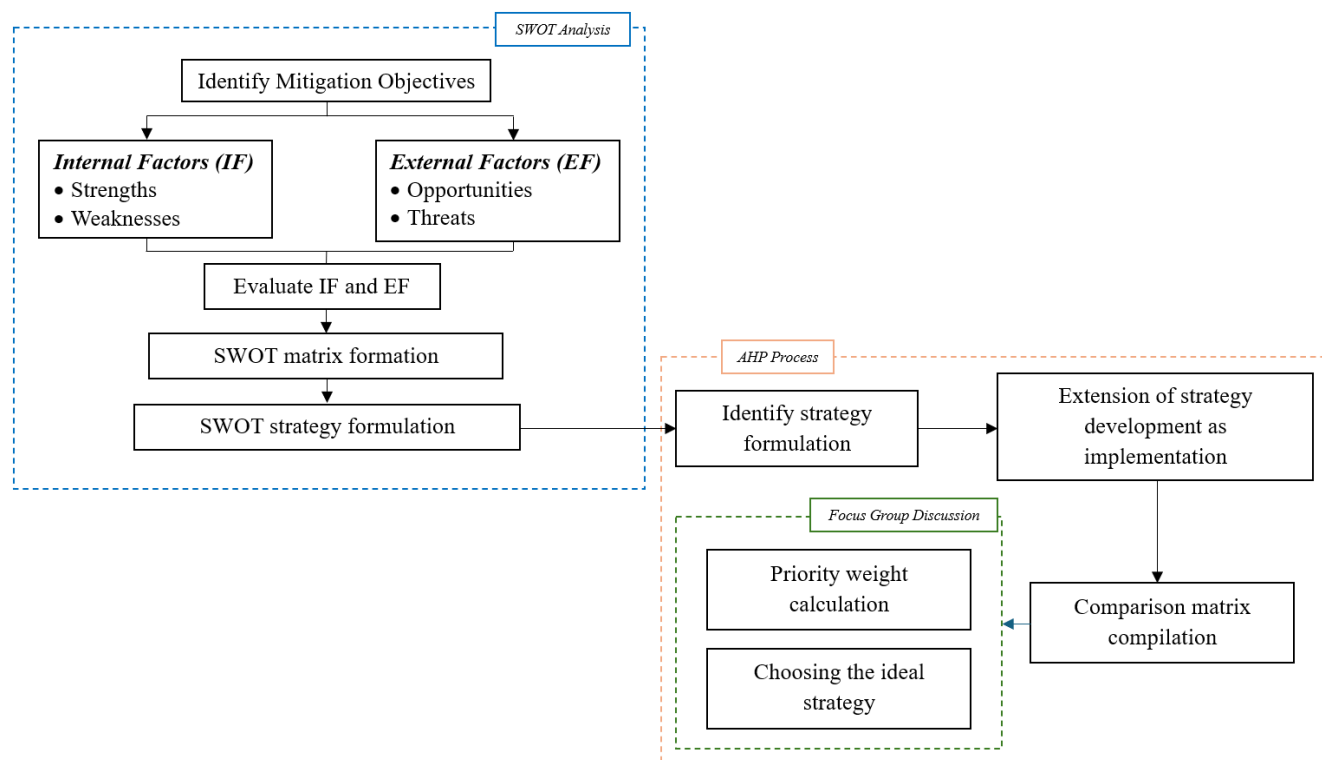 SWOT Analysis
Identify Mitigation Objectives
Internal Factors (IF)
• Strengths
• Weaknesses
External Factors (EF)
• Opportunities
• Threats
Evaluate IF and EF
SWOT matrix formation
SWOT strategy formulation
AHP Process
Identify strategy
formulation
Extension of strategy
development as
implementation
Comparison matrix
compilation
Focus Group Discussion
Priority weight
calculation
Choosing the ideal
strategy